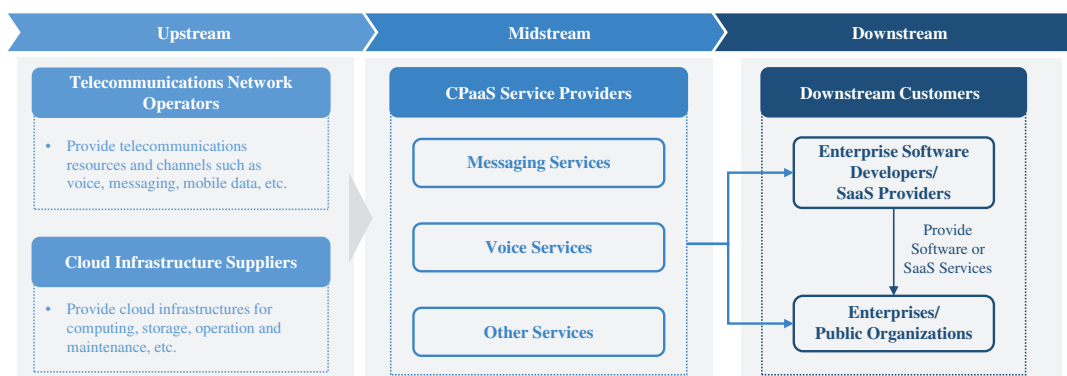 Upstream
Midstream
Downstream
Telecommunications Network
Operators
• Provide telecommunications
resources and channels such as
voice, messaging, mobile data, etc.
Cloud Infrastructure Suppliers
• Provide cloud infrastructures for
computing, storage, operation and
maintenance, etc.
CPaaS Service Providers
Messaging Services
Voice Services
Other Services
Downstream Customers
Enterprise Software
Developers/
SaaS Providers
Provide
Software or
SaaS Services
Enterprises/
Public Organizations